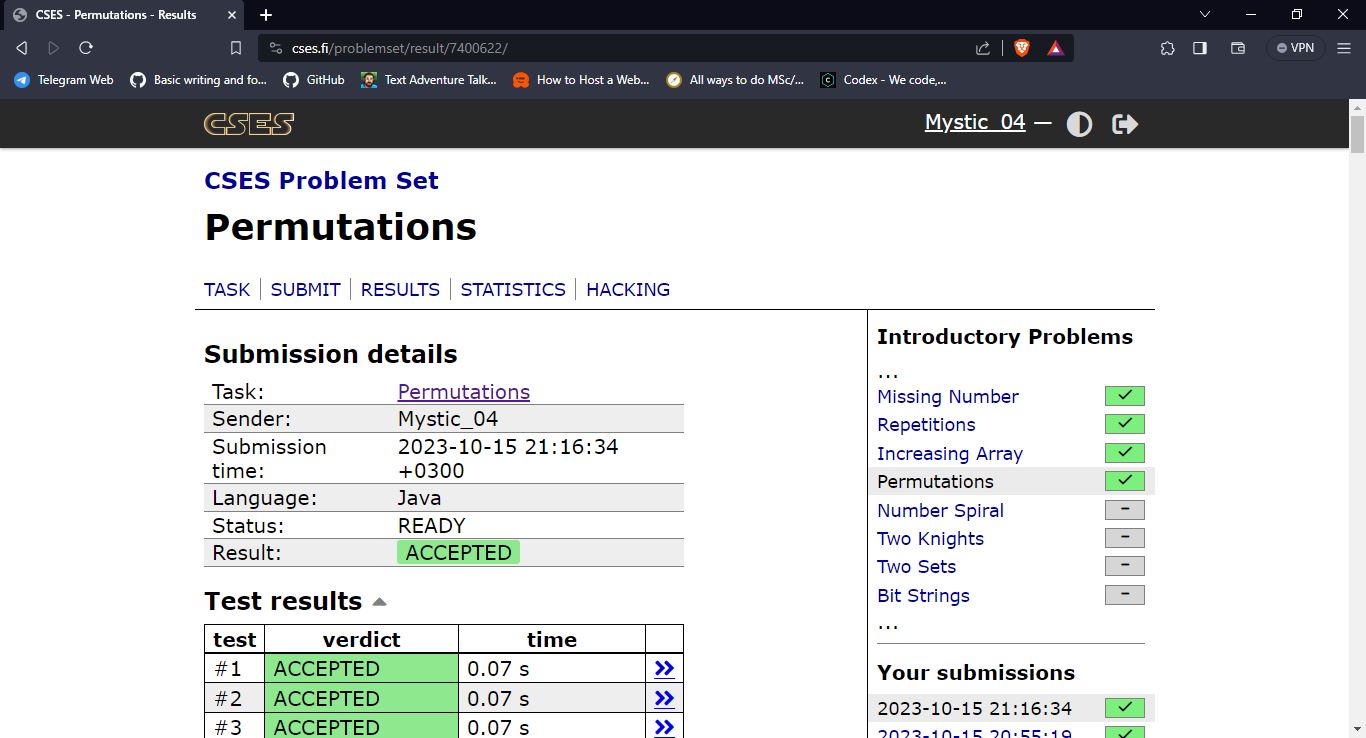 CSES - Permutations - Results
cses.fi/problemset/result/7400622/
VPN
Telegram Web
Basic writing and fo...
GitHub
Text Adventure Talk...
How to Host a Web...
All ways to do MSc/...
Codex - We code,...
CSES
Mystic_04 —
CSES Problem Set
Permutations
TASK SUBMIT RESULTS STATISTICS HACKING
Submission details
Task: Permutations
Sender: Mystic_04
Submission time: 2023-10-15 21:16:34 +0300
Language: Java
Status: READY
Result: ACCEPTED
Test results
test verdict time
#1 ACCEPTED 0.07 s »
#2 ACCEPTED 0.07 s »
#3 ACCEPTED 0.07 s »
Introductory Problems
...
Missing Number
Repetitions
Increasing Array
Permutations
Number Spiral -
Two Knights -
Two Sets -
Bit Strings -
...
Your submissions
2023-10-15 21:16:34
2023-10-15 20:55:19